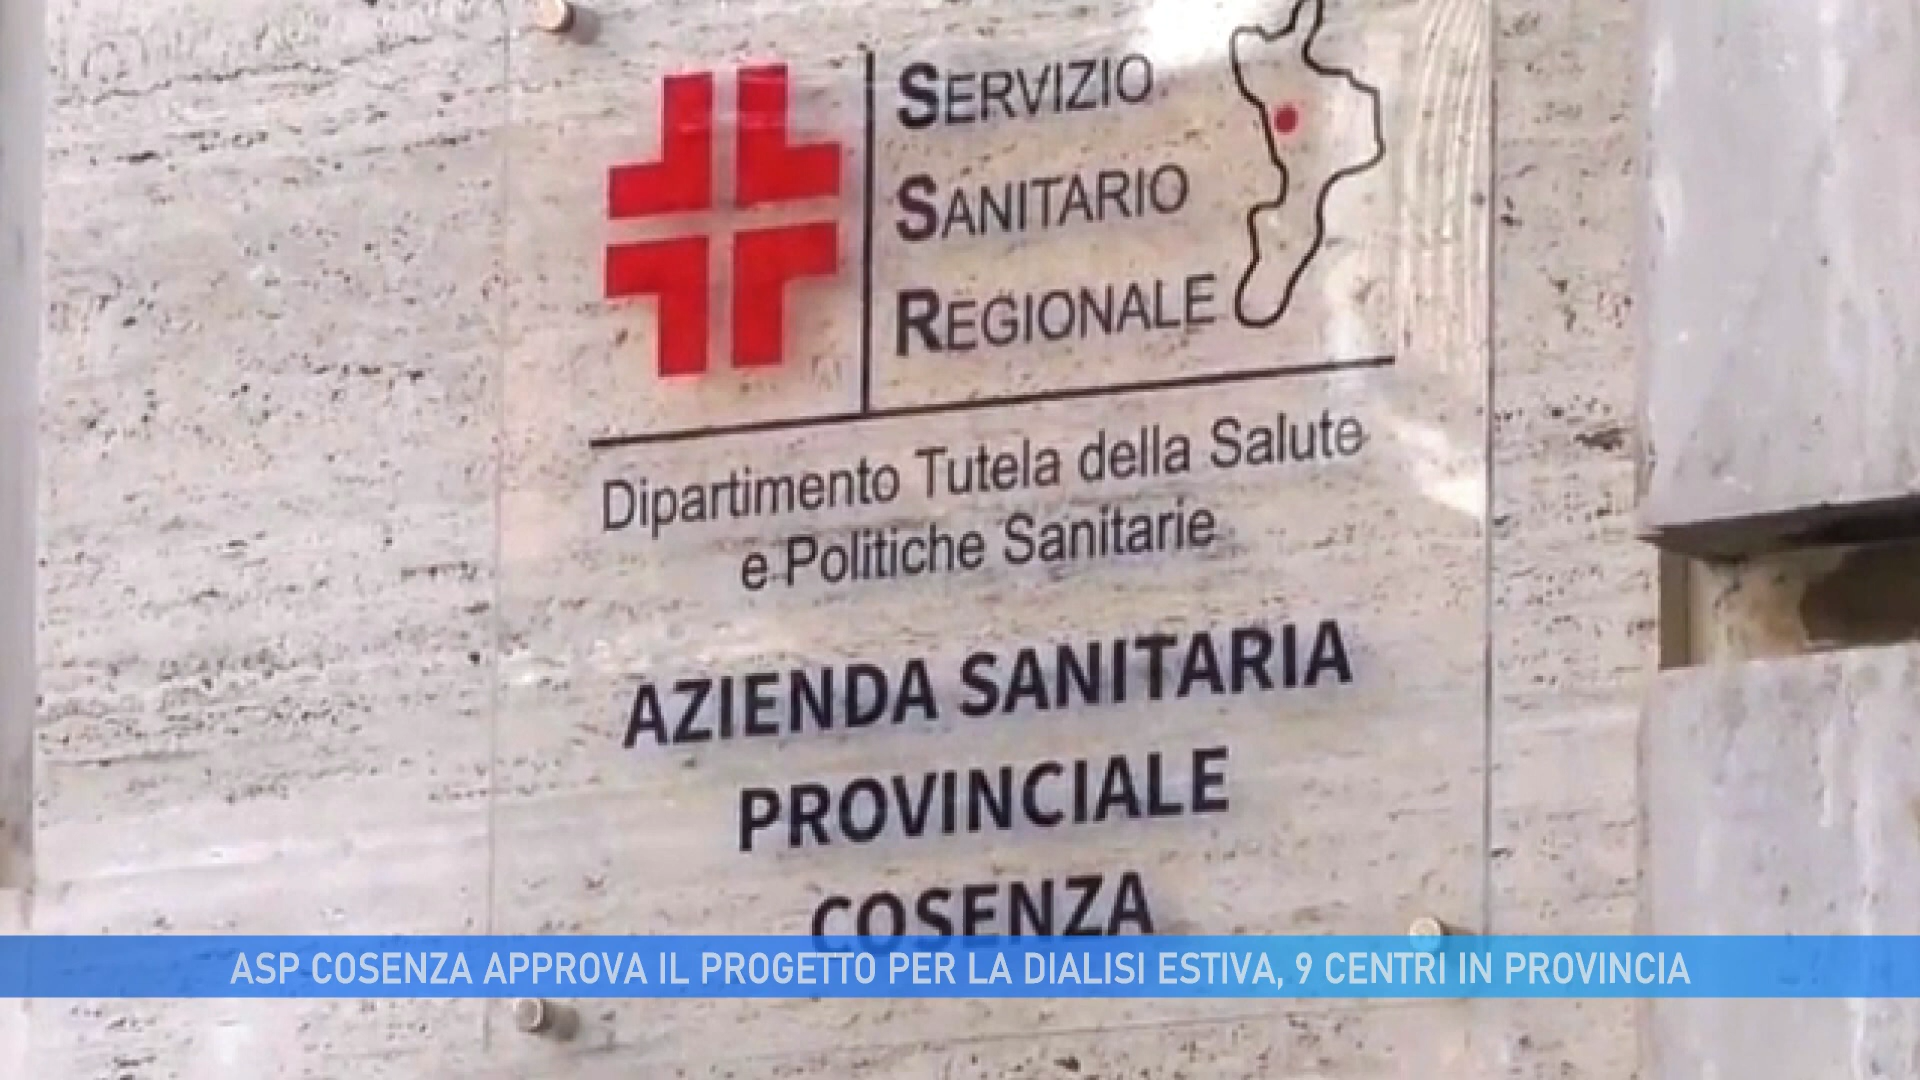 SERVIZIO
SANITARIO
REGIONALE
Dipartimento Tutela della Salute
e Politiche Sanitarie
AZIENDA SANITARIA
PROVINCIALE
COSENZA
ASP COSENZA APPROVA IL PROGETTO PER LA DIALISI ESTIVA, 9 CENTRI IN PROVINCIA